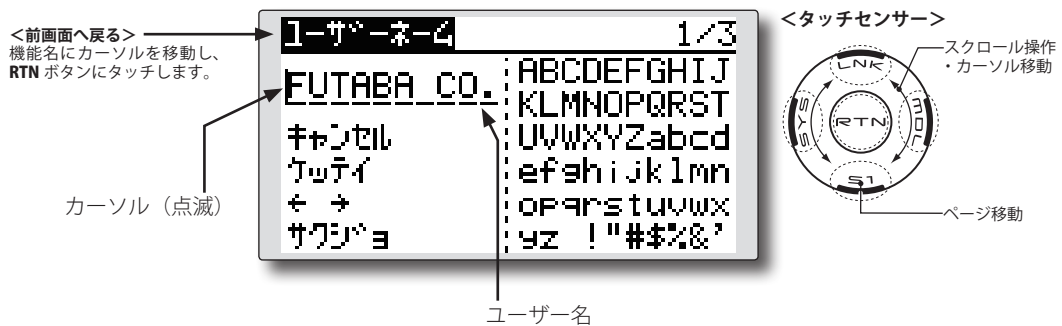 <前画面へ戻る>
機能名にカーソルを移動し、
RTN ボタンにタッチします。
ユーザーネーム 1/3
FUTABA CO.
キャンセル
ケッテイ
← →
サクジョ
ABCDEFGHIJ
KLMNOPQRST
UVWXYZabcd
efghijklmn
opqrstuvwx
yz !"#$%&'
カーソル（点滅）
ユーザー名
<タッチセンサー>
LNK
SYS
RTN
MDL
S1
スクロール操作
・カーソル移動
ページ移動